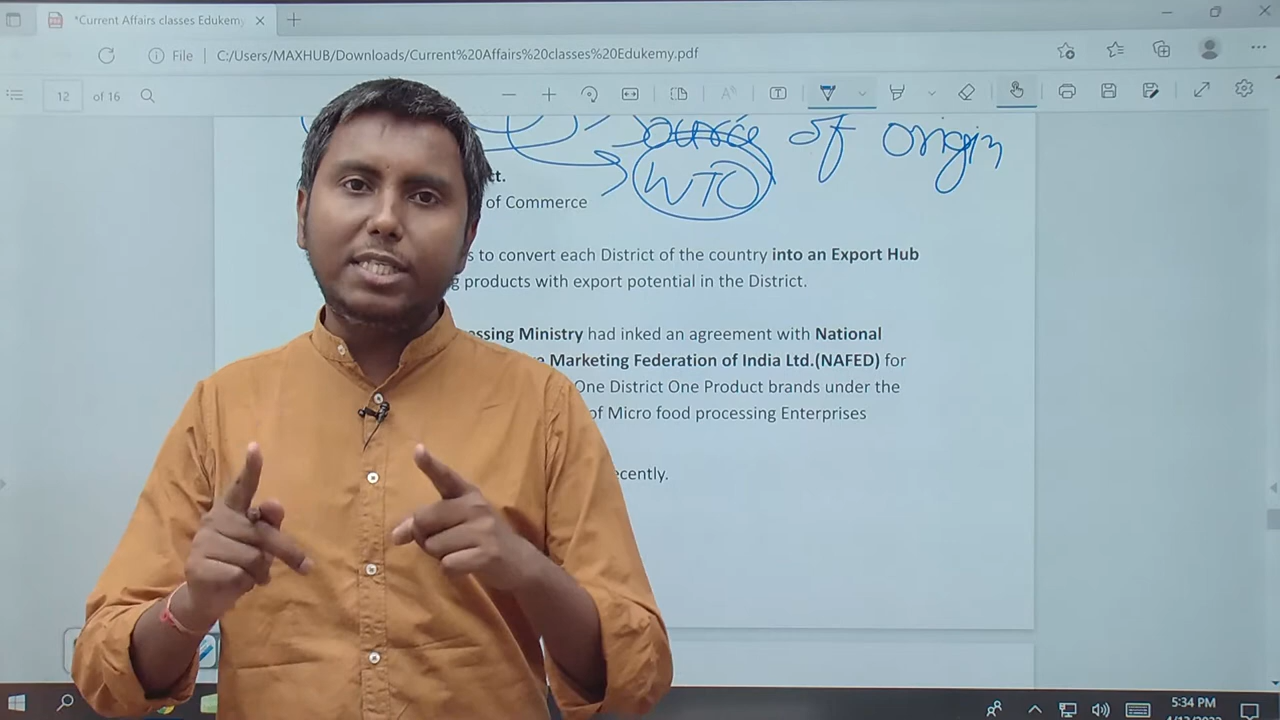 *Current Affairs classes Edukemy
File C:/Users/MAXHUB/Downloads/Current%20Affairs%20classes%20Edukemy.pdf
12 of 16
source of origin
ct.
WTO
of Commerce
s to convert each District of the country into an Export Hub
g products with export potential in the District.
essing Ministry had inked an agreement with National
e Marketing Federation of India Ltd.(NAFED) for
One District One Product brands under the
of Micro food processing Enterprises
ecently.
5:34 PM